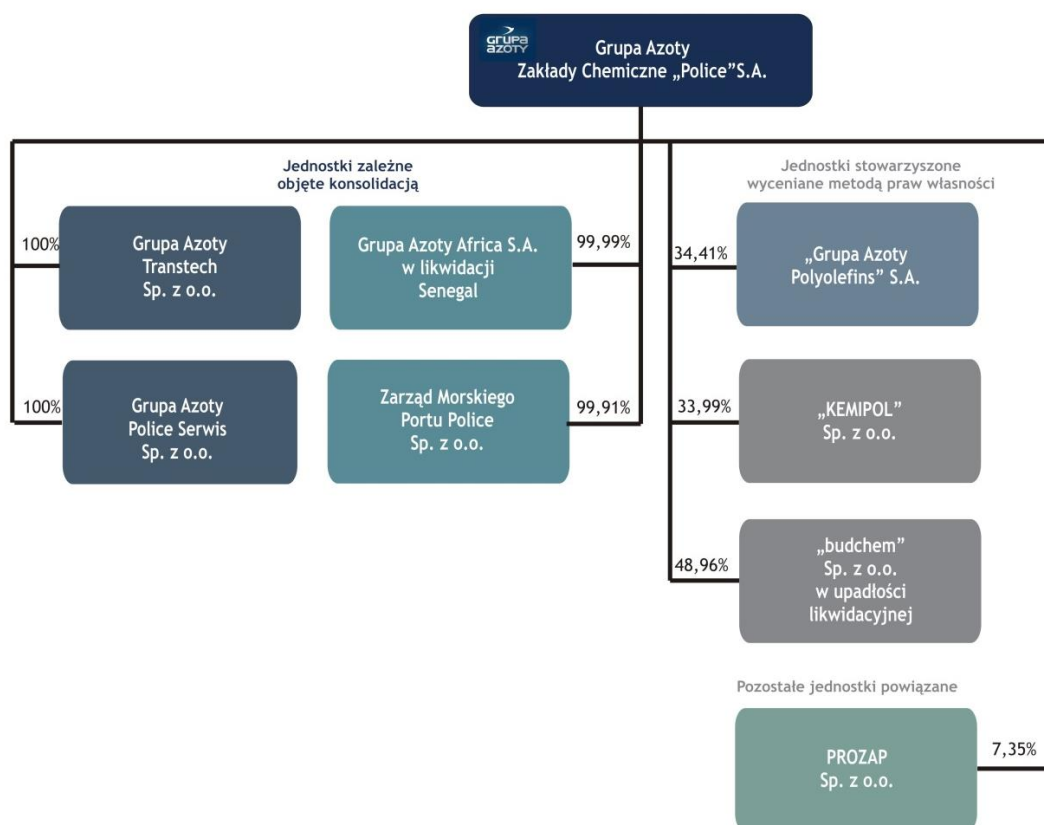 GRUPA
AZOTY
Grupa Azoty
Zakłady Chemiczne „Police”S.A.
Jednostki zależne
objęte konsolidacją
Jednostki stowarzyszone
wyceniane metodą praw własności
100%
Grupa Azoty
Transtech
Sp. z o.o.
Grupa Azoty Africa S.A.
w likwidacji
Senegal
99,99%
34,41%
„Grupa Azoty
Polyolefins” S.A.
100%
Grupa Azoty
Police Serwis
Sp. z o.o.
Zarząd Morskiego
Portu Police
Sp. z o.o.
99,91%
33,99%
„KEMIPOL”
Sp. z o.o.
48,96%
„budchem”
Sp. z o.o.
w upadłości
likwidacyjnej
Pozostałe jednostki powiązane
PROZAP
Sp. z o.o.
7,35%